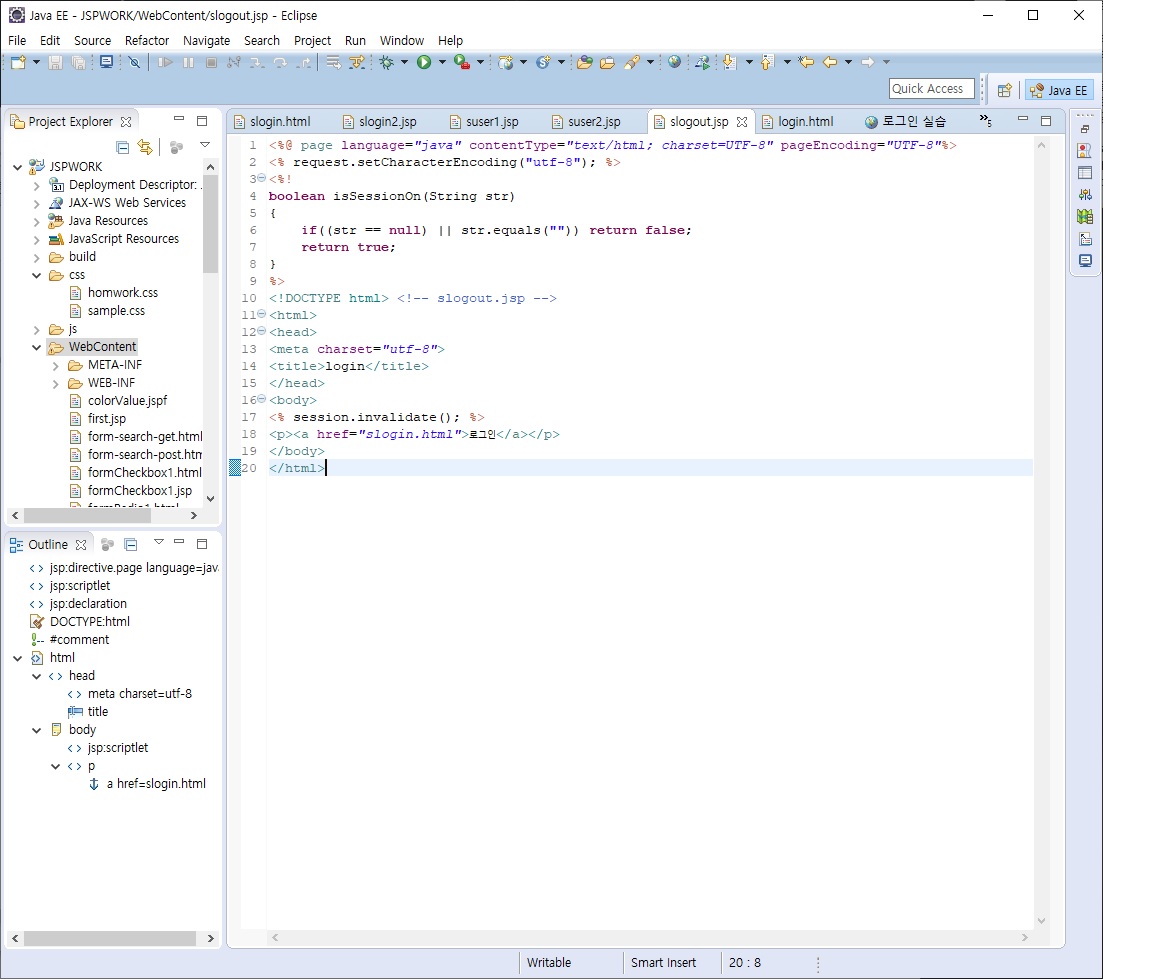 Java EE - JSPWORK/WebContent/slogout.jsp - Eclipse
File Edit Source Refactor Navigate Search Project Run Window Help
Quick Access
Java EE
Project Explorer
JSPWORK
Deployment Descriptor:
JAX-WS Web Services
Java Resources
JavaScript Resources
build
css
homwork.css
sample.css
js
WebContent
META-INF
WEB-INF
colorValue.jspf
first.jsp
form-search-get.html
form-search-post.htm
formCheckbox1.html
formCheckbox1.jsp
Outline
jsp:directive.page language=jav
jsp:scriptlet
jsp:declaration
DOCTYPE:html
#comment
html
head
meta charset=utf-8
title
body
jsp:scriptlet
p
a href=slogin.html
slogin.html slogin2.jsp suser1.jsp suser2.jsp slogout.jsp login.html 로그인 실습 »5
1 <%@ page language="java" contentType="text/html; charset=UTF-8" pageEncoding="UTF-8"%>
2 <% request.setCharacterEncoding("utf-8"); %>
3 <%!
4 boolean isSessionOn(String str)
5 {
6 if((str == null) || str.equals("")) return false;
7 return true;
8 }
9 %>
10 <!DOCTYPE html> <!-- slogout.jsp -->
11 <html>
12 <head>
13 <meta charset="utf-8">
14 <title>login</title>
15 </head>
16 <body>
17 <% session.invalidate(); %>
18 <p><a href="slogin.html">로그인</a></p>
19 </body>
20 </html>
Writable Smart Insert 20 : 8